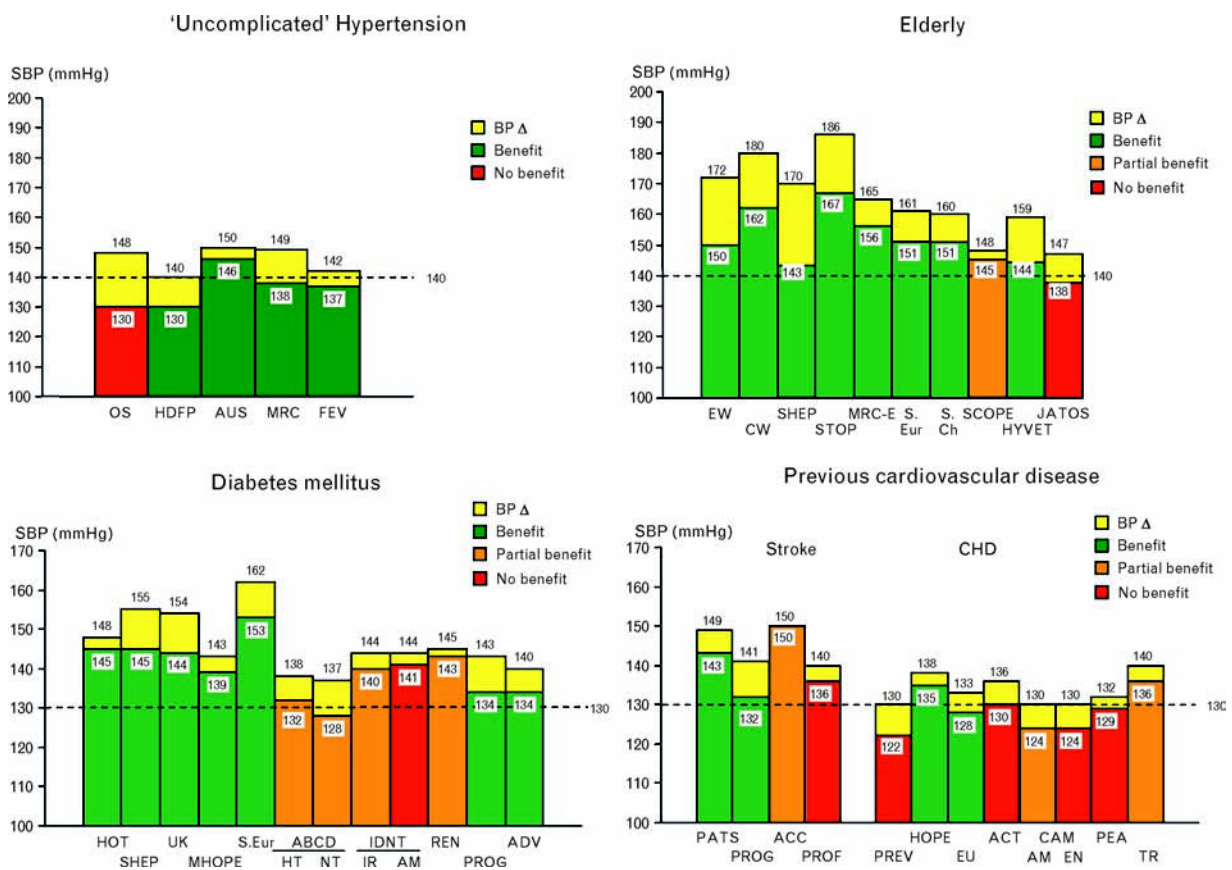 'Uncomplicated' Hypertension
SBP (mmHg)
200
190
180
170
160
150
140
130
120
110
100
BP Δ
Benefit
No benefit
148 140 150 149 142
140
130 130 146 138 137
OS HDFP AUS MRC FEV
Elderly
SBP (mmHg)
200
190
180
170
160
150
140
130
120
110
100
BP Δ
Benefit
Partial benefit
No benefit
172 180 170 186 165 161 160 148 159 147
150 162 143 167 156 151 151 145 144 138
140
EW SHEP MRC-E S. Eur S. Ch SCOPE JATOS
CW STOP HYVET
Diabetes mellitus
SBP (mmHg)
170
160
150
140
130
120
110
100
BP Δ
Benefit
Partial benefit
No benefit
148 155 154 143 162 138 137 144 144 145 143 140
145 145 144 139 153 132 128 140 141 143 134 134
130
HOT UK S.Eur ABCD IDNT REN ADV
SHEP MHOPE HT NT IR AM PROG
Previous cardiovascular disease
SBP (mmHg)
Stroke CHD
170
160
150
140
130
120
110
100
BP Δ
Benefit
Partial benefit
No benefit
149 141 150 140 130 138 133 136 130 130 132 140
143 132 150 136 122 135 128 130 124 124 129 136
130
PATS ACC HOPE ACT CAM PEA
PROG PROF PREV EU AM EN TR